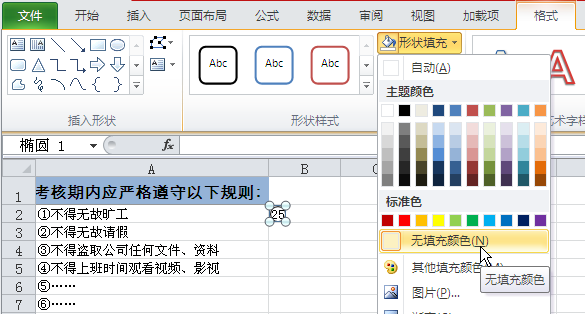 文件 开始 插入 页面布局 公式 数据 审阅 视图 加载项 格式
形状填充
Abc Abc Abc
自动(A)
主题颜色
插入形状 形状样式 艺术字样
椭圆 1 fx
标准色
A B
1 考核期内应严格遵守以下规则：
无填充颜色(N)
2 ①不得无故旷工 25
3 ②不得无故请假
4 ③不得盗取公司任何文件、资料
其他填充颜色
无填充颜色
5 ④不得上班时间观看视频、影视
图片(P)...
6 ⑤……
7 ⑥……